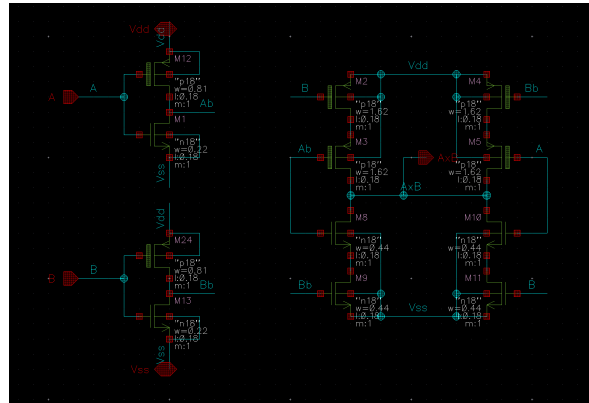 Vdd
Vdd
M12
"p18"
w=0.81
l:0.18
m:1
A
A
Ab
M1
"n18"
w=0.22
l:0.18
m:1
Vss
Vdd
M24
"p18"
w=0.81
l:0.18
m:1
B
Bb
M13
"n18"
w=0.22
l:0.18
m:1
Vss
Vss
Vdd
M2
B
"p18"
w=1.62
l:0.18
m:1
M4
Bb
"p18"
w=1.62
l:0.18
m:1
M3
Ab
"p18"
w=1.62
l:0.18
m:1
M5
A
"p18"
w=1.62
l:0.18
m:1
AxB
AxB
M8
"n18"
w=0.44
l:0.18
m:1
M10
"n18"
w=0.44
l:0.18
m:1
M9
Bb
"n18"
w=0.44
l:0.18
m:1
M11
B
"n18"
w=0.44
l:0.18
m:1
Vss